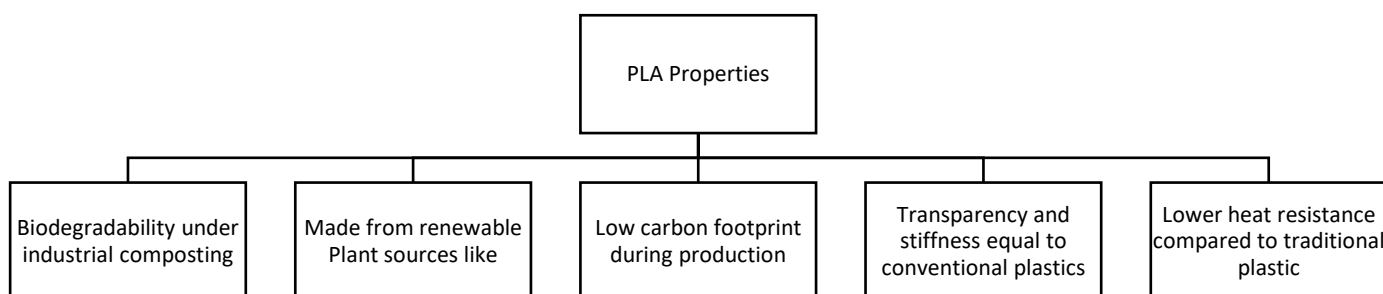 PLA Properties
Biodegradability under
industrial composting
Made from renewable
Plant sources like
Low carbon footprint
during production
Transparency and
stiffness equal to
conventional plastics
Lower heat resistance
compared to traditional
plastic